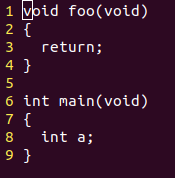 1 void foo(void)
2 {
3   return;
4 }
5
6 int main(void)
7 {
8   int a;
9 }